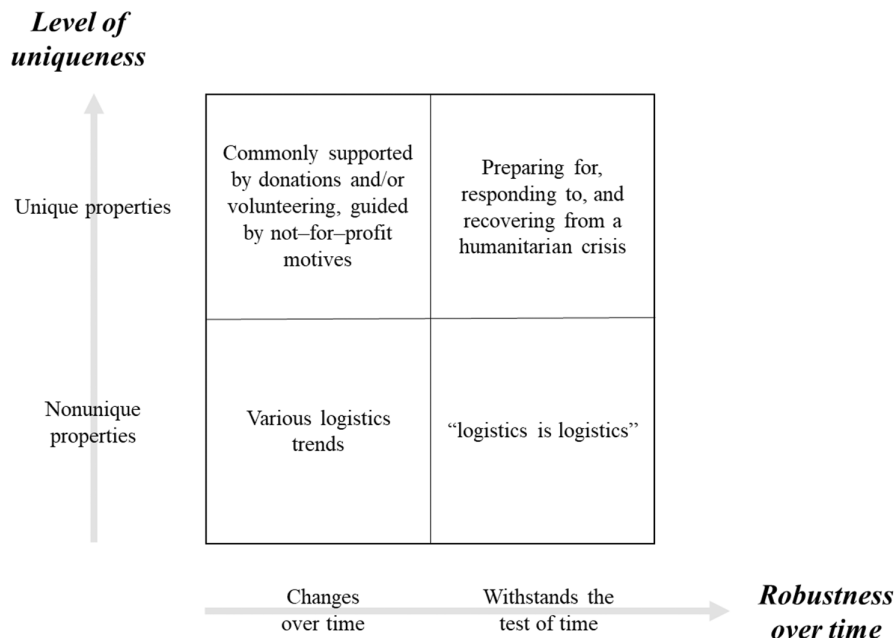 Level of
uniqueness
Commonly supported
by donations and/or
volunteering, guided
by not–for–profit
motives
Preparing for,
responding to, and
recovering from a
humanitarian crisis
Unique properties
Nonunique
properties
Various logistics
trends
“logistics is logistics”
Changes
over time
Withstands the
test of time
Robustness
over time